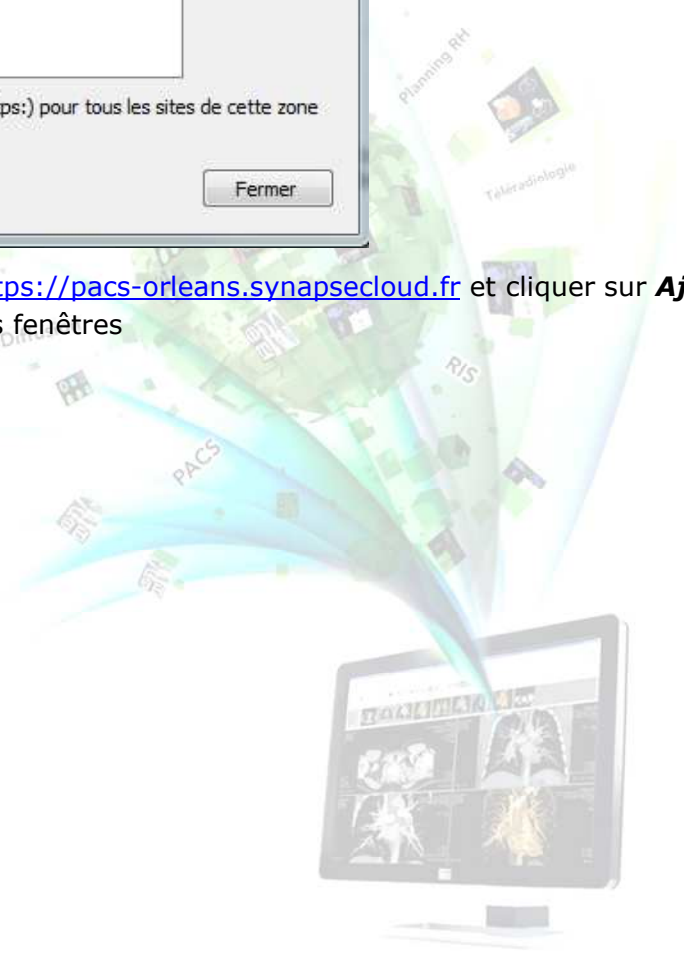 ps:) pour tous les sites de cette zone
Fermer
tps://pacs-orleans.synapsecloud.fr et cliquer sur Aj
s fenêtres
Planning RH
Téléradiologie
RIS
PACS